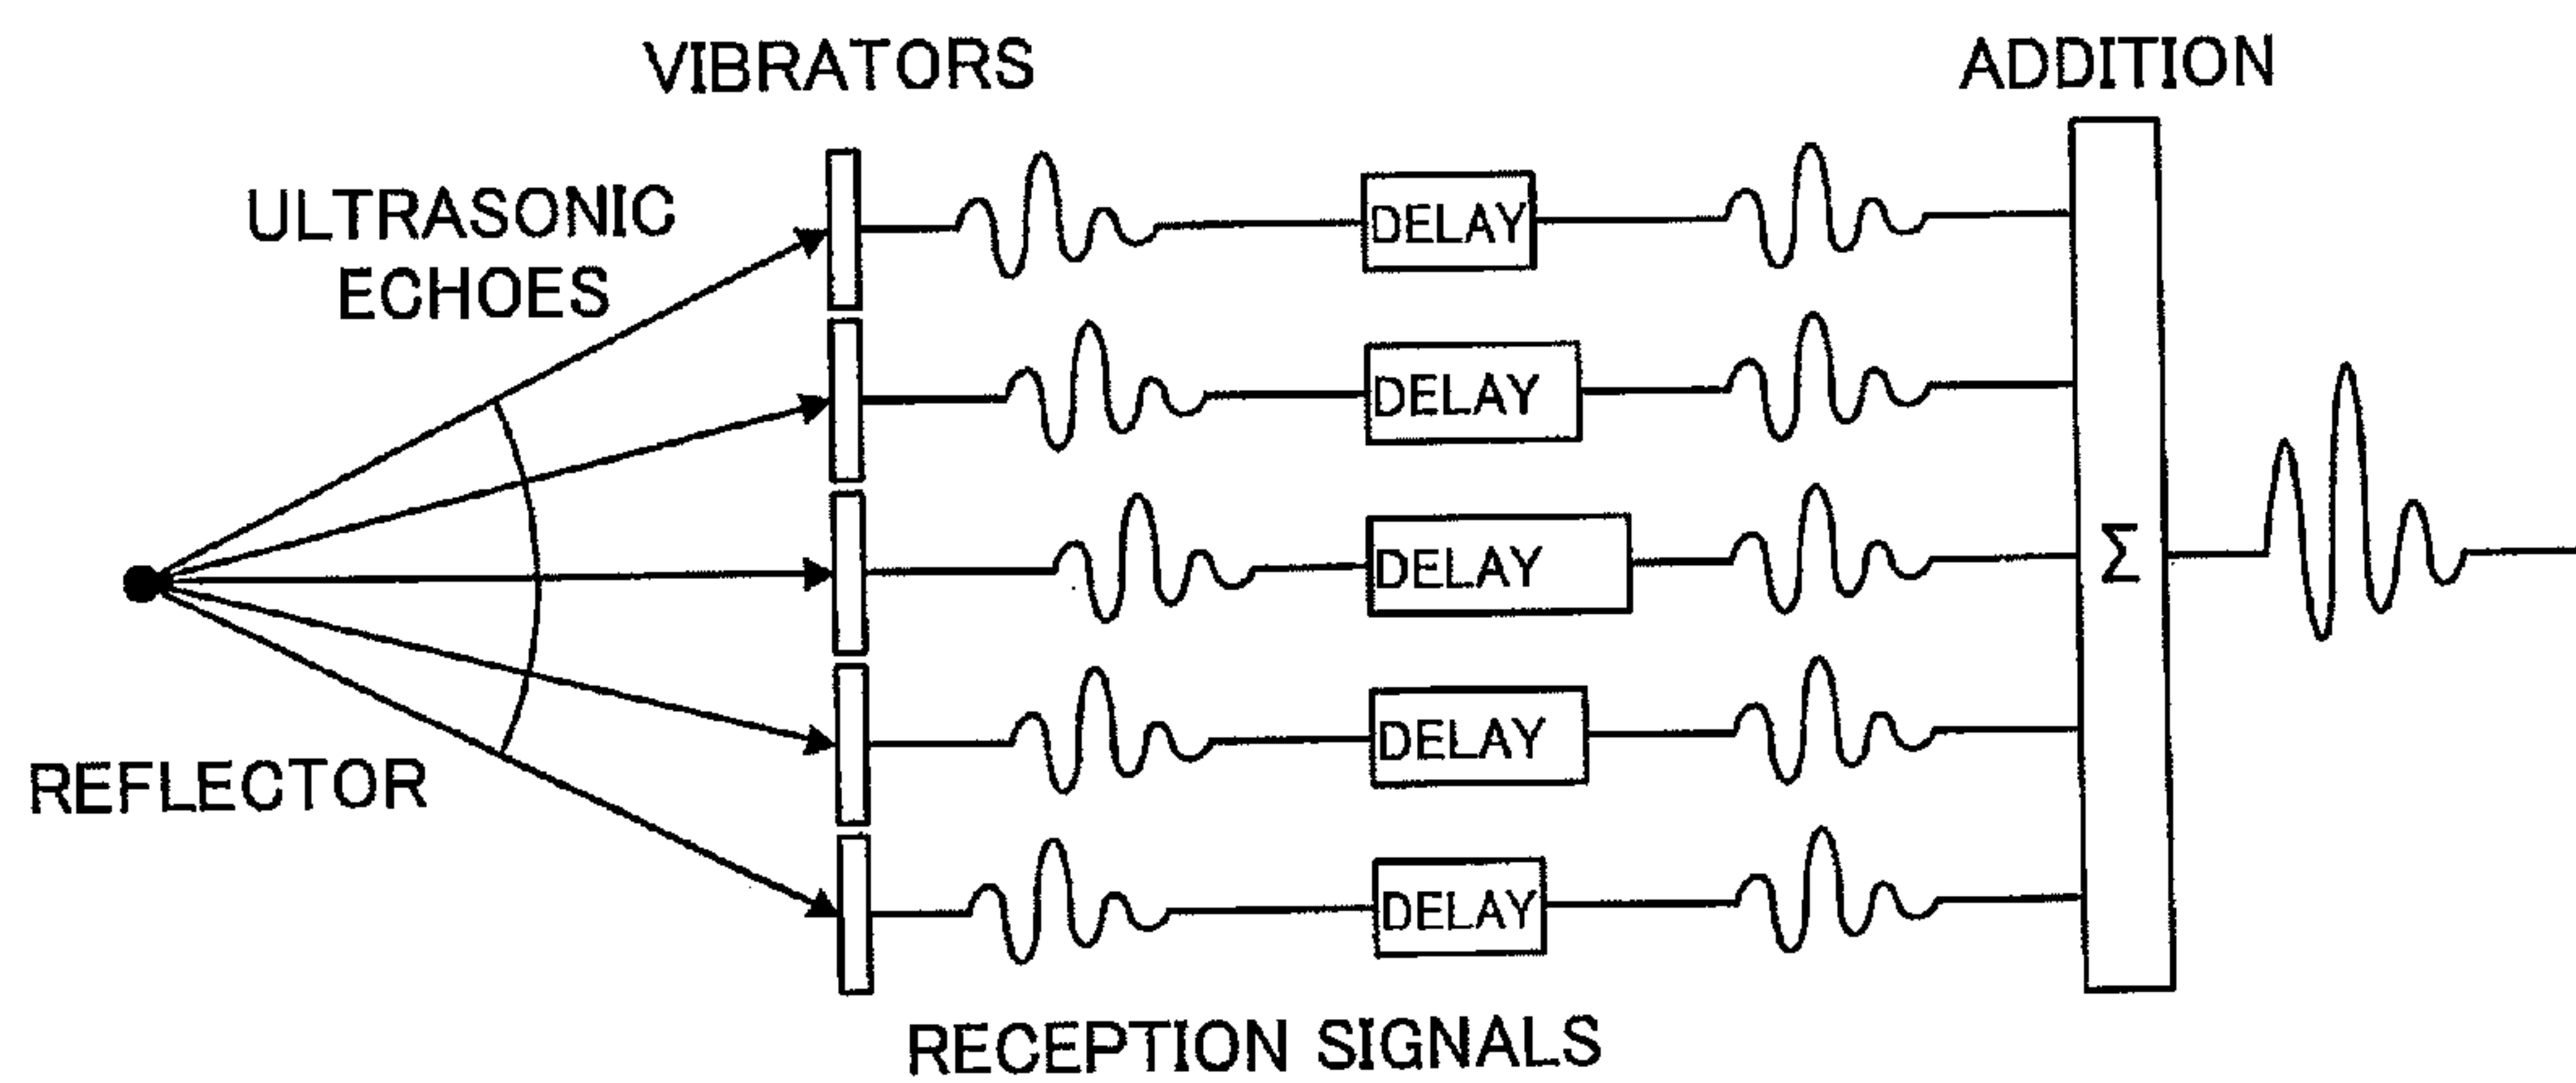 VIBRATORS
ADDITION
ULTRASONIC
ECHOES
DELAY
DELAY
DELAY
Σ
DELAY
REFLECTOR
DELAY
RECEPTION SIGNALS